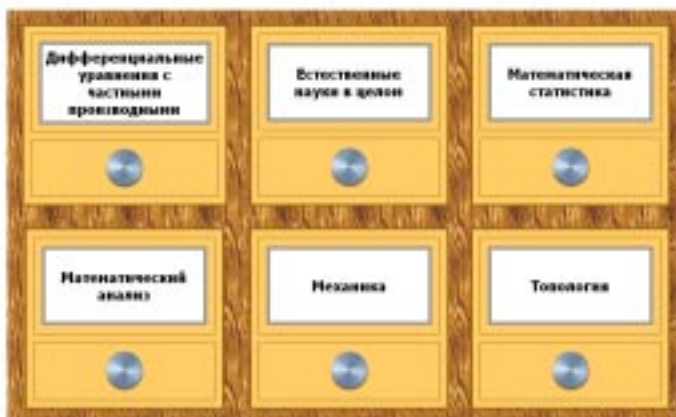 Дифференциальные
уравнения с
частными
производными
Естественные
науки в целом
Математическая
статистика
Математический
анализ
Механика
Топология